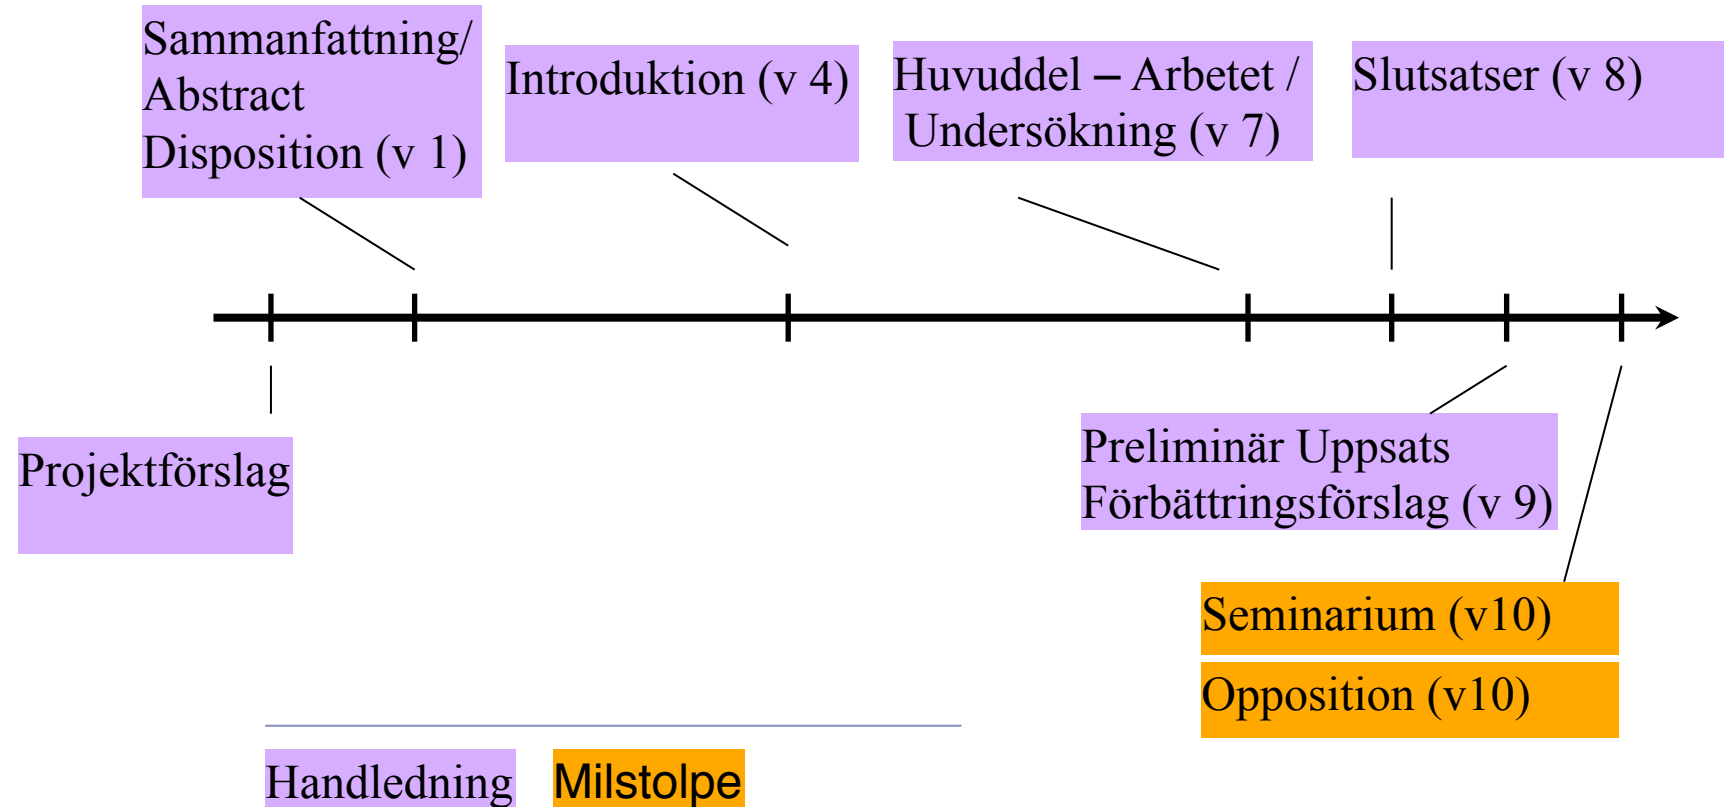 Sammanfattning/
Abstract
Disposition (v 1)
Introduktion (v 4)
Huvuddel – Arbetet /
Undersökning (v 7)
Slutsatser (v 8)
Projektförslag
Preliminär Uppsats
Förbättringsförslag (v 9)
Seminarium (v10)
Opposition (v10)
Handledning
Milstolpe